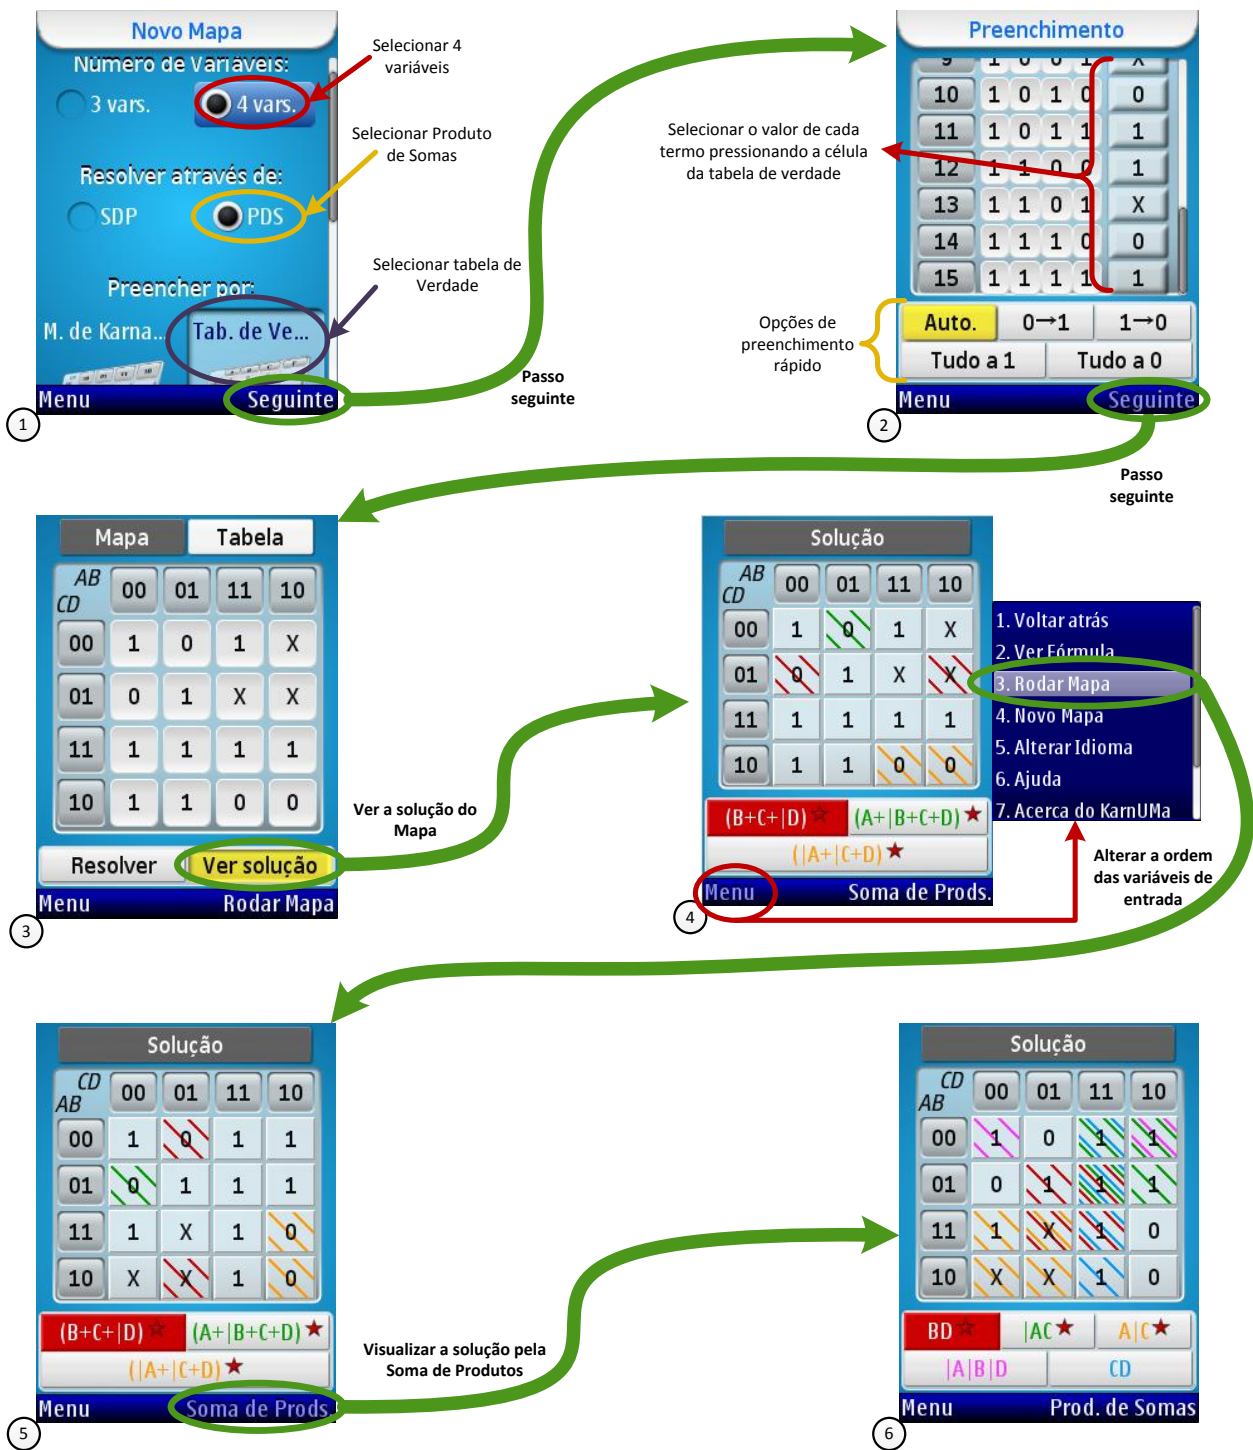 Novo Mapa
Número de Variáveis:
3 vars.
4 vars.
Resolver através de:
SDP
PDS
Preencher por:
M. de Karna...
Tab. de Ve...
Menu
Seguinte
1
Selecionar 4
variáveis
Selecionar Produto
de Somas
Selecionar tabela de
Verdade
Passo
seguinte
Preenchimento
9 1 0 0 1 X
10 1 0 1 0 0
11 1 0 1 1 1
12 1 1 0 0 1
13 1 1 0 1 X
14 1 1 1 0 0
15 1 1 1 1 1
Auto. 0→1 1→0
Tudo a 1 Tudo a 0
Menu
Seguinte
2
Selecionar o valor de cada
termo pressionando a célula
da tabela de verdade
Opções de
preenchimento
rápido
Passo
seguinte
Mapa Tabela
AB
CD
00 01 11 10
00 1 0 1 X
01 0 1 X X
11 1 1 1 1
10 1 1 0 0
Resolver Ver solução
Menu Rodar Mapa
3
Ver a solução do
Mapa
Solução
AB
CD
00 01 11 10
00 1 0 1 X
01 0 1 X X
11 1 1 1 1
10 1 1 0 0
(B+C+|D)☆ (A+|B+C+D)★
(|A+|C+D)★
Menu Soma de Prods.
4
1. Voltar atrás
2. Ver Fórmula
3. Rodar Mapa
4. Novo Mapa
5. Alterar Idioma
6. Ajuda
7. Acerca do KarnUMa
Alterar a ordem
das variáveis de
entrada
Solução
CD
AB
00 01 11 10
00 1 0 1 1
01 0 1 1 1
11 1 X 1 0
10 X X 1 0
(B+C+|D)☆ (A+|B+C+D)★
(|A+|C+D)★
Menu Soma de Prods.
5
Visualizar a solução pela
Soma de Produtos
Solução
CD
AB
00 01 11 10
00 1 0 1 1
01 0 1 1 1
11 1 X 1 0
10 X X 1 0
BD☆ |AC★ A|C★
|A|B|D CD
Menu Prod. de Somas
6